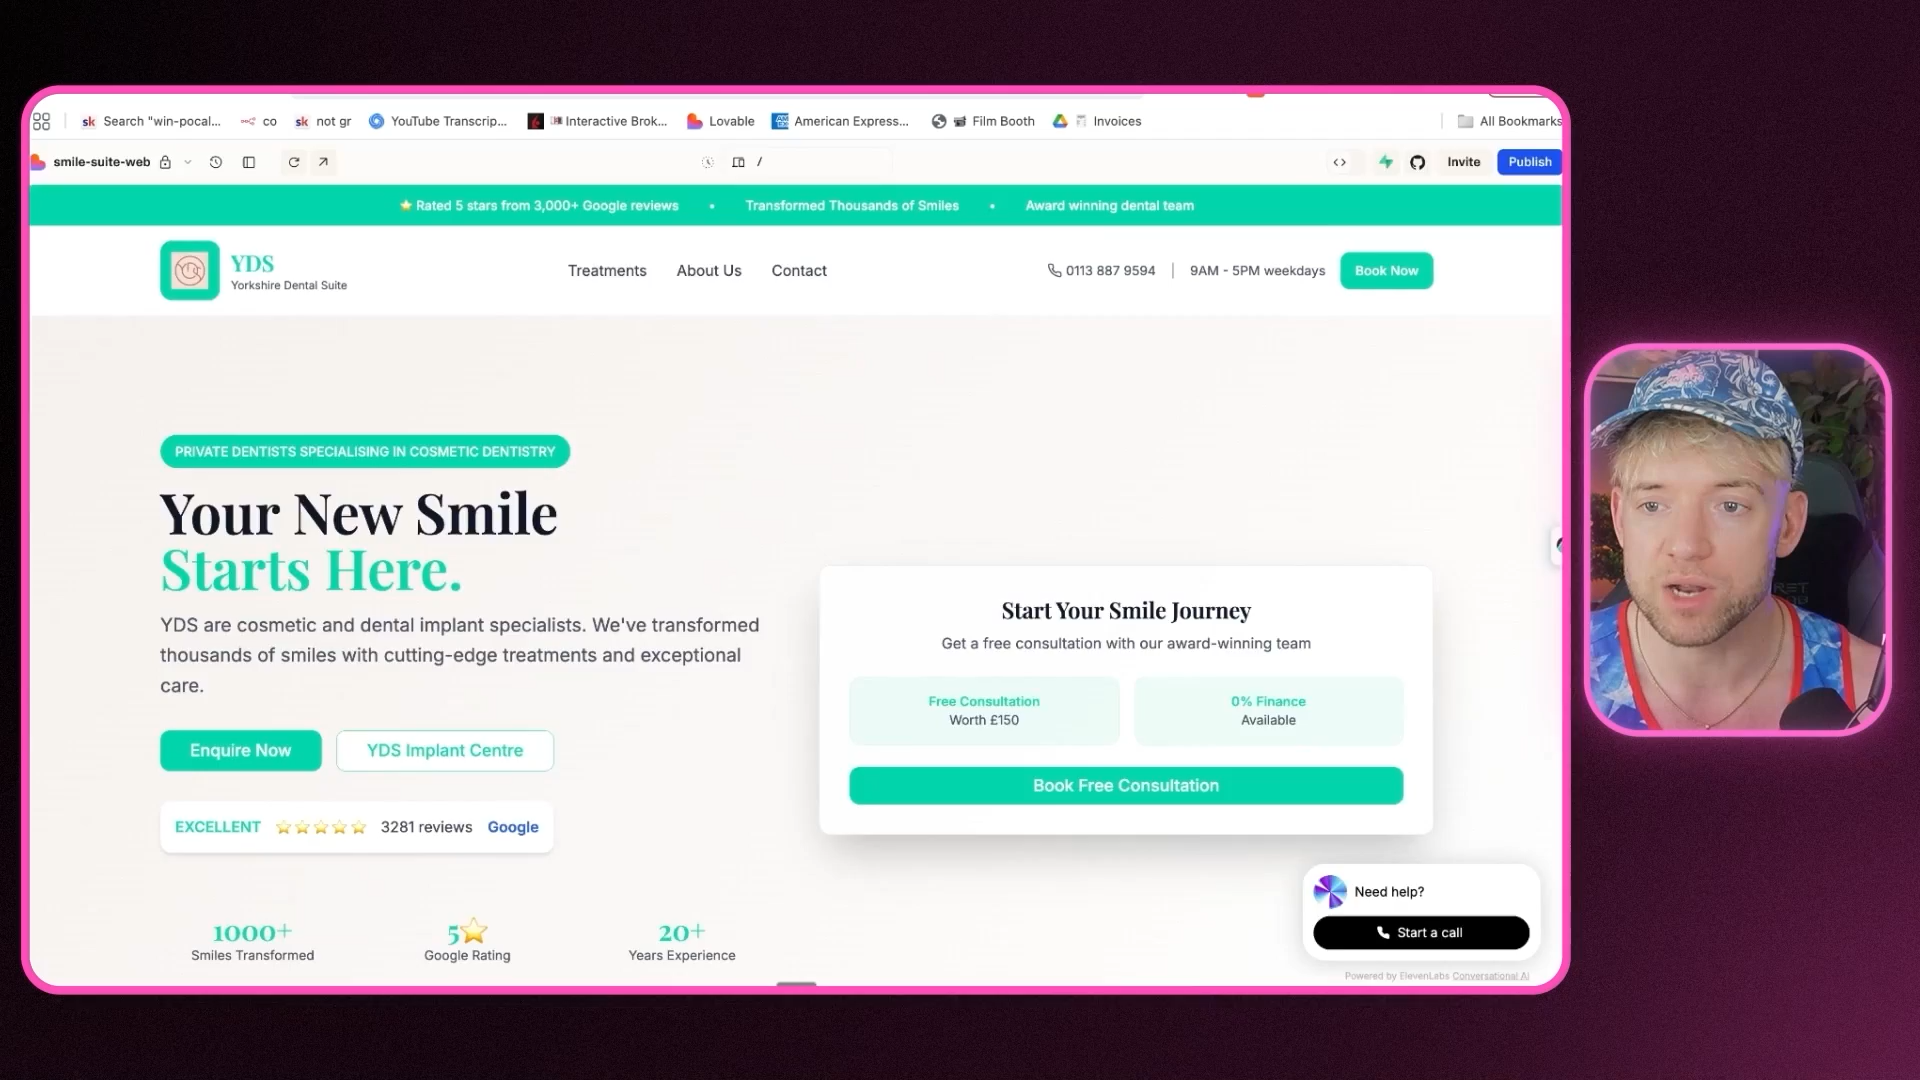 Search "win-pocal...
co
not gr
YouTube Transcrip...
Interactive Brok...
Lovable
American Express...
Film Booth
Invoices
All Bookmarks
smile-suite-web
/
Invite
Publish
Rated 5 stars from 3,000+ Google reviews • Transformed Thousands of Smiles • Award winning dental team
YDS
Yorkshire Dental Suite
Treatments
About Us
Contact
0113 887 9594 | 9AM - 5PM weekdays
Book Now
PRIVATE DENTISTS SPECIALISING IN COSMETIC DENTISTRY
Your New Smile
Starts Here.
YDS are cosmetic and dental implant specialists. We've transformed
thousands of smiles with cutting-edge treatments and exceptional
care.
Enquire Now
YDS Implant Centre
EXCELLENT 3281 reviews Google
1000+
Smiles Transformed
5
Google Rating
20+
Years Experience
Start Your Smile Journey
Get a free consultation with our award-winning team
Free Consultation
Worth £150
0% Finance
Available
Book Free Consultation
Need help?
Start a call
Powered by ElevenLabs Conversational AI